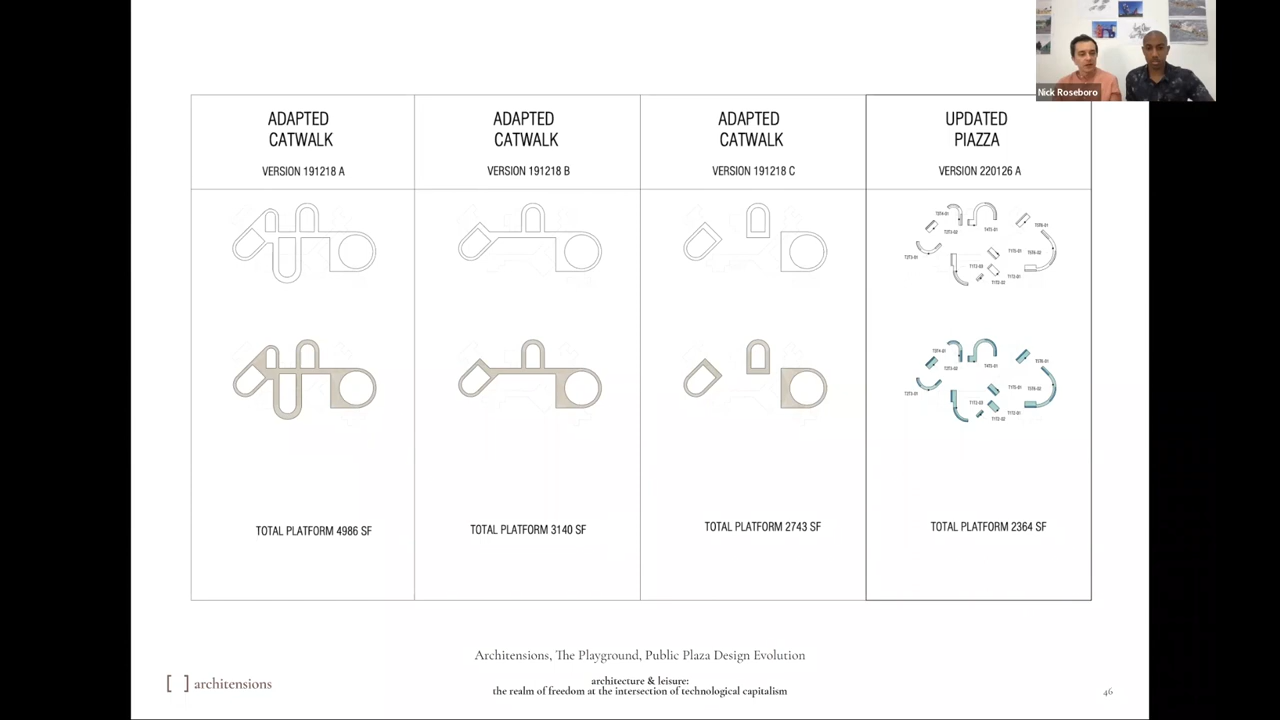 Nick Roseboro
ADAPTED
CATWALK
VERSION 191218 A
ADAPTED
CATWALK
VERSION 191218 B
ADAPTED
CATWALK
VERSION 191218 C
UPDATED
PIAZZA
VERSION 220126 A
TOTAL PLATFORM 4986 SF
TOTAL PLATFORM 3140 SF
TOTAL PLATFORM 2743 SF
TOTAL PLATFORM 2364 SF
Architensions, The Playground, Public Plaza Design Evolution
[ ] architensions
architecture & leisure:
the realm of freedom at the intersection of technological capitalism
46